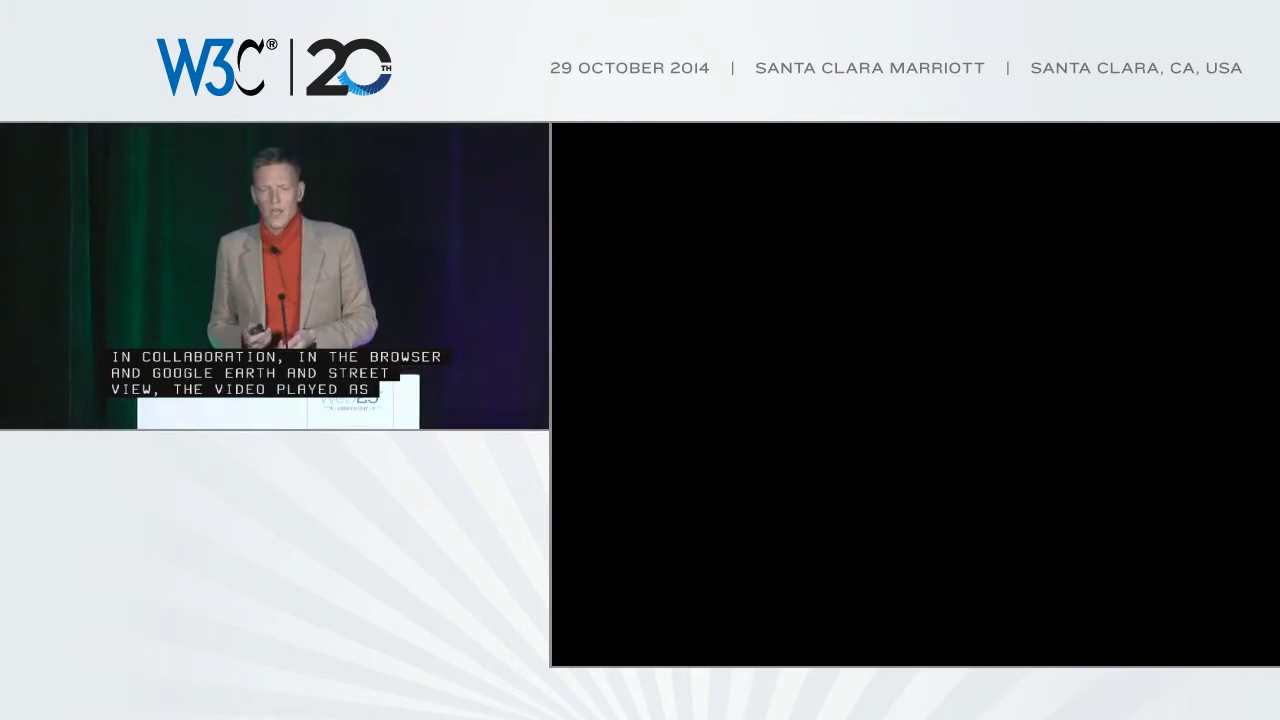 W3C® | 20TH
29 OCTOBER 2014 | SANTA CLARA MARRIOTT | SANTA CLARA, CA, USA
IN COLLABORATION, IN THE BROWSER
AND GOOGLE EARTH AND STREET
VIEW, THE VIDEO PLAYED AS